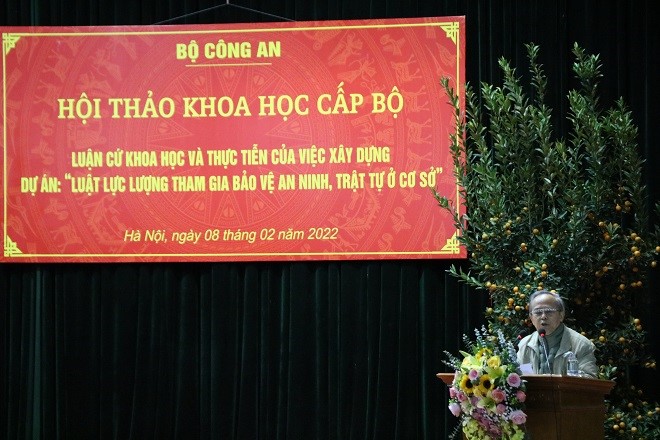 BỘ CÔNG AN
HỘI THẢO KHOA HỌC CẤP BỘ
LUẬN CỨ KHOA HỌC VÀ THỰC TIỄN CỦA VIỆC XÂY DỰNG
DỰ ÁN: "LUẬT LỰC LƯỢNG THAM GIA BẢO VỆ AN NINH, TRẬT TỰ Ở CƠ SỞ"
Hà Nội, ngày 08 tháng 02 năm 2022